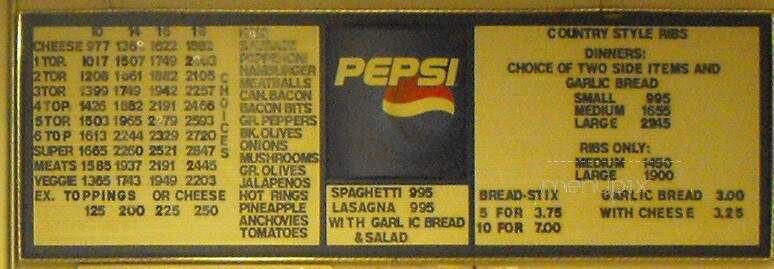 10 14 16 18
CHEESE 977 1622 1882
1 TOP. 1017 1507 1749
2 TOP 1208 1661 1882 2105
3 TOP 1399 1749 1942 2257
4 TOP. 1426 1882 2191 2466
5 TOP 1503 1965 2593
6 TOP 1613 2244 2329 2720
SUPER 1665 2260 2521 2847
MEATS 1585 1937 2191 2445
VEGGIE 1365 1743 1949 2203
EX. TOPPINGS OR CHEESE
125 200 225 250
CHOICES
HAMBURGER
MEATBALLS
CAN. BACON
BACON BITS
GR. PEPPERS
BK. OLIVES
ONIONS
MUSHROOMS
GR. OLIVES
JALAPENOS
HOT RINGS
PINEAPPLE
ANCHOVIES
TOMATOES
PEPSI
SPAGHETTI 995
LASAGNA 995
WITH GARLIC BREAD
& SALAD
COUNTRY STYLE RIBS
DINNERS:
CHOICE OF TWO SIDE ITEMS AND
GARLIC BREAD
SMALL 995
MEDIUM 1655
LARGE 2945
RIBS ONLY:
MEDIUM 1450
LARGE 1900
menupix
BREAD-STIX GARLIC BREAD 3.00
5 FOR 3.75 WITH CHEESE 3.25
10 FOR 7.00